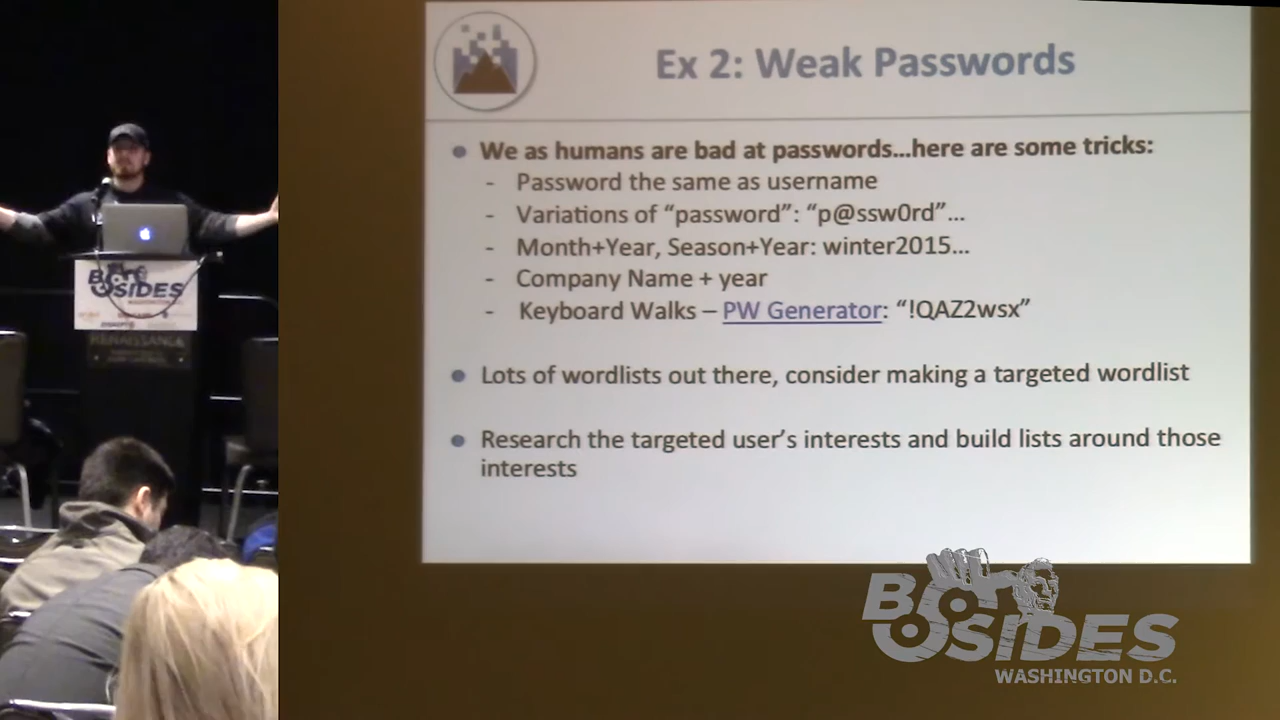 Ex 2: Weak Passwords
● We as humans are bad at passwords...here are some tricks:
- Password the same as username
- Variations of “password”: “p@ssw0rd”...
- Month+Year, Season+Year: winter2015...
- Company Name + year
- Keyboard Walks – PW Generator: “!QAZ2wsx”
● Lots of wordlists out there, consider making a targeted wordlist
● Research the targeted user’s interests and build lists around those
interests
BSIDES
WASHINGTON D.C.
RENAISSANCE
BSIDES
WASHINGTON D.C.